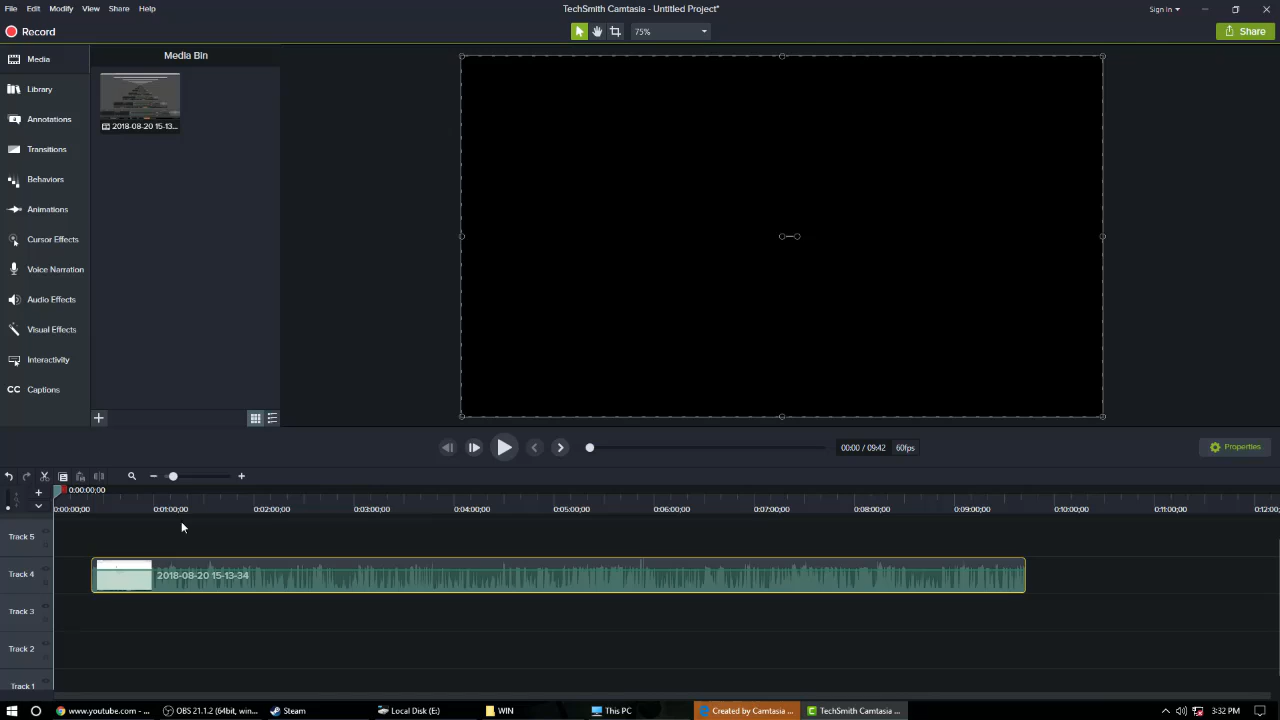 File Edit Modify View Share Help
TechSmith Camtasia - Untitled Project*
Sign In
Record
75%
Share
Media
Media Bin
Library
2018-08-20 15-13...
Annotations
Transitions
Behaviors
Animations
Cursor Effects
Voice Narration
Audio Effects
Visual Effects
Interactivity
CC Captions
00:00 / 09:42 60fps
Properties
0:00:00;00
0:00:00;00 0:01:00;00 0:02:00;00 0:03:00;00 0:04:00;00 0:05:00;00 0:06:00;00 0:07:00;00 0:08:00;00 0:09:00;00 0:10:00;00 0:11:00;00 0:12:00
Track 5
Track 4
2018-08-20 15-13-34
Track 3
Track 2
Track 1
www.youtube.com - ... OBS 21.1.2 (64bit, win... Steam Local Disk (E:) WIN This PC Created by Camtasia ... TechSmith Camtasia ... 3:32 PM